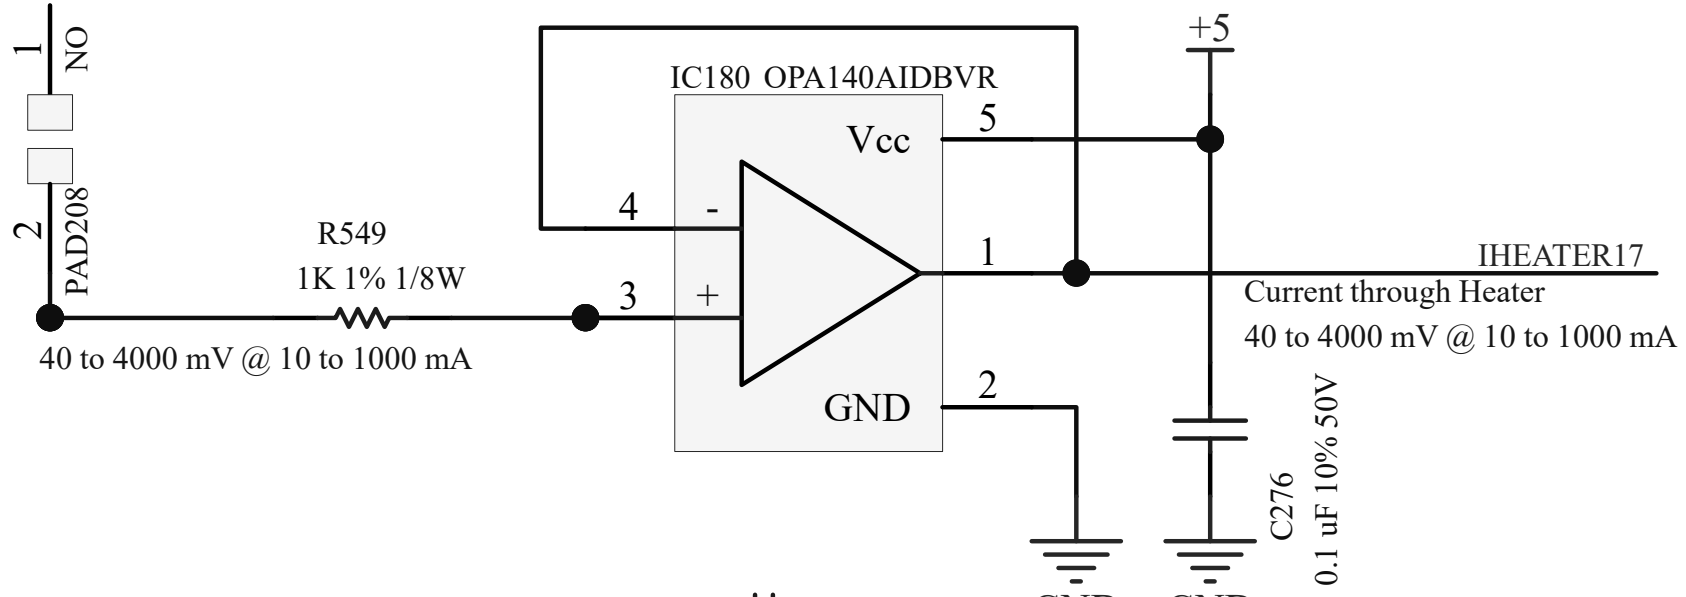 1
NO
2
PAD208
R549
1K 1% 1/8W
40 to 4000 mV @ 10 to 1000 mA
IC180 OPA140AIDBVR
Vcc
5
4
-
3
+
1
GND
2
+5
IHEATER17
Current through Heater
40 to 4000 mV @ 10 to 1000 mA
C276
0.1 uF 10% 50V
GND
GND